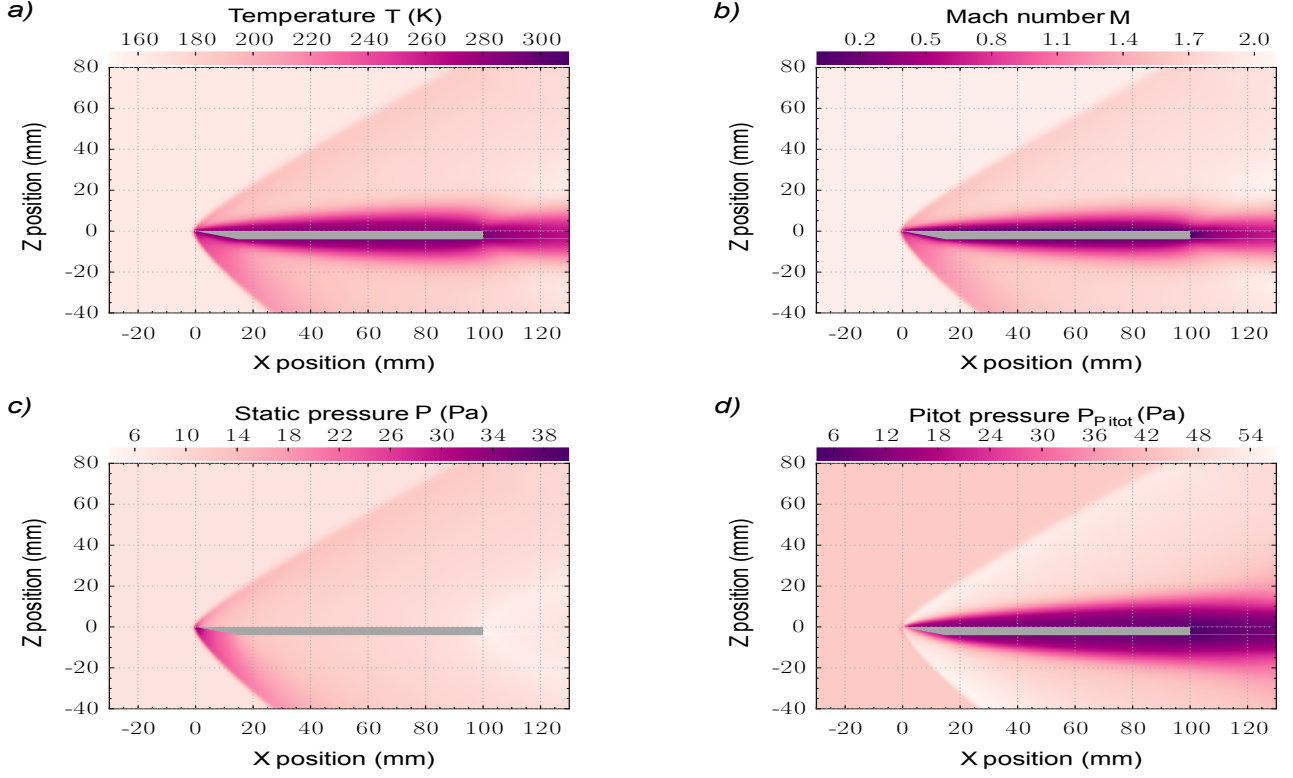 a)
Temperature T (K)
160 180 200 220 240 260 280 300
80
60
40
20
0
-20
-40
Z position (mm)
-20 0 20 40 60 80 100 120
X position (mm)
b)
Mach number M
0.2 0.5 0.8 1.1 1.4 1.7 2.0
80
60
40
20
0
-20
-40
Z position (mm)
-20 0 20 40 60 80 100 120
X position (mm)
c)
Static pressure P (Pa)
6 10 14 18 22 26 30 34 38
80
60
40
20
0
-20
-40
Z position (mm)
-20 0 20 40 60 80 100 120
X position (mm)
d)
Pitot pressure P_Pitot (Pa)
6 12 18 24 30 36 42 48 54
80
60
40
20
0
-20
-40
Z position (mm)
-20 0 20 40 60 80 100 120
X position (mm)